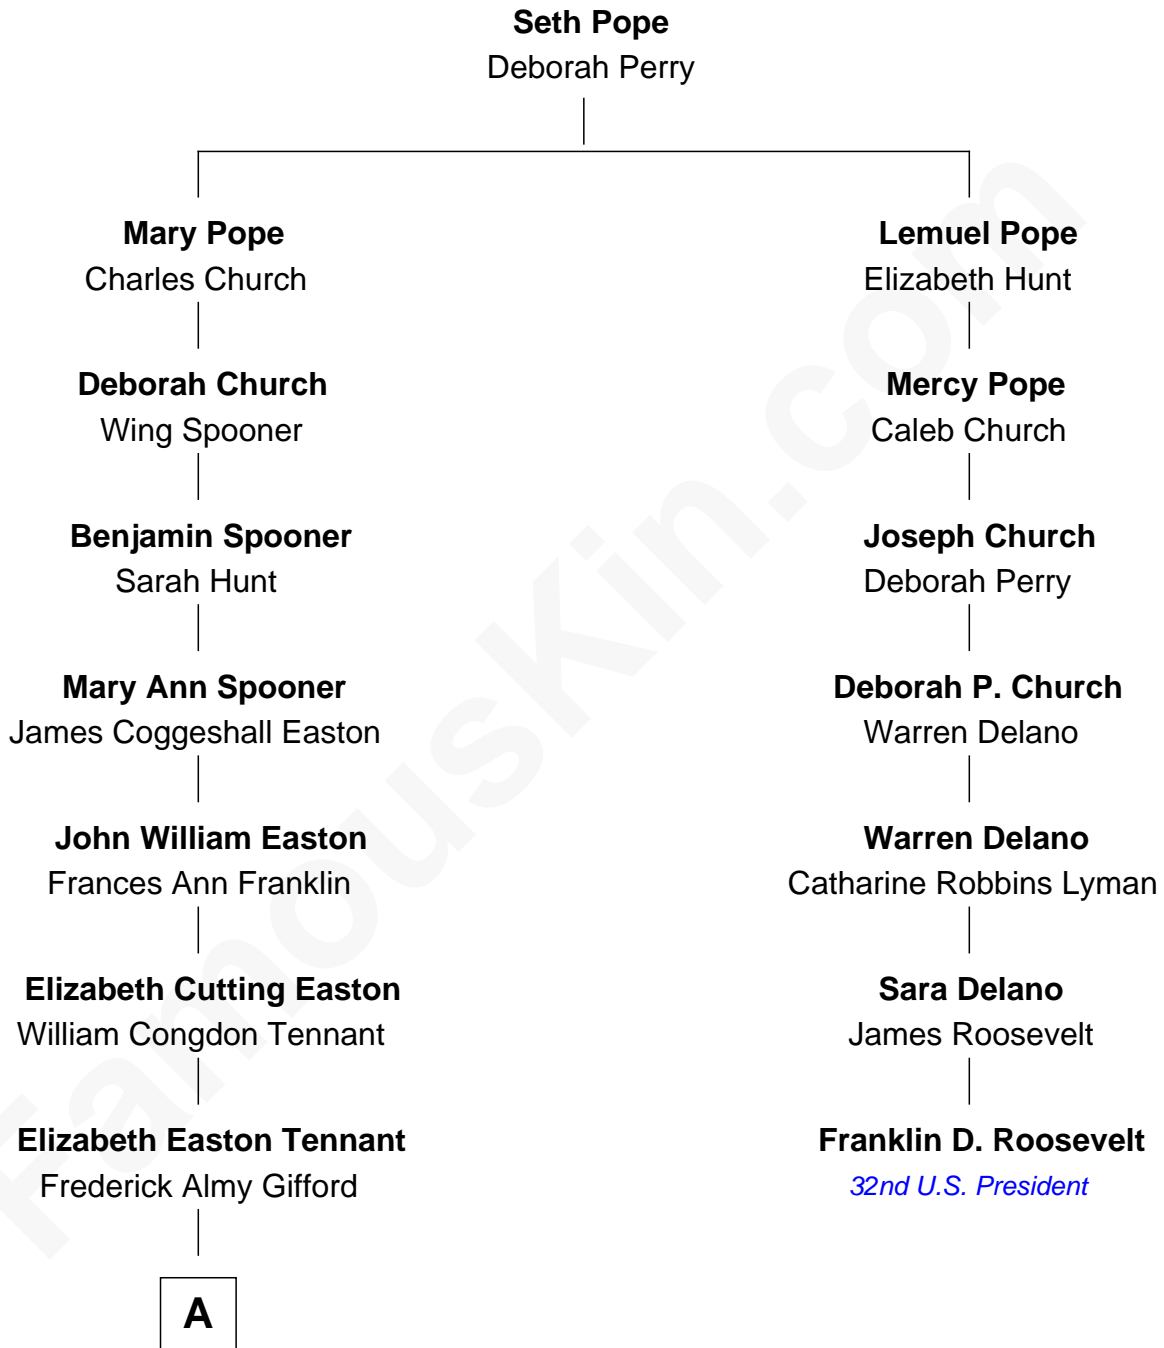 Seth Pope
Deborah Perry
Mary Pope
Charles Church
Lemuel Pope
Elizabeth Hunt
Deborah Church
Wing Spooner
Mercy Pope
Caleb Church
Benjamin Spooner
Sarah Hunt
Joseph Church
Deborah Perry
Mary Ann Spooner
James Coggeshall Easton
Deborah P. Church
Warren Delano
John William Easton
Frances Ann Franklin
Warren Delano
Catharine Robbins Lyman
Elizabeth Cutting Easton
William Congdon Tennant
Sara Delano
James Roosevelt
Elizabeth Easton Tennant
Frederick Almy Gifford
Franklin D. Roosevelt
32nd U.S. President
A
FamousKin.com